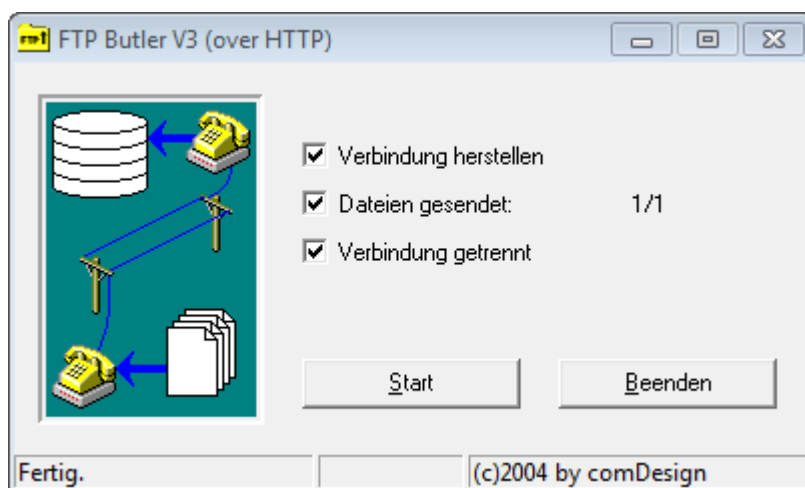 FTP Butler V3 (over HTTP)
Verbindung herstellen
Dateien gesendet: 1/1
Verbindung getrennt
Start
Beenden
Fertig.
(c)2004 by comDesign